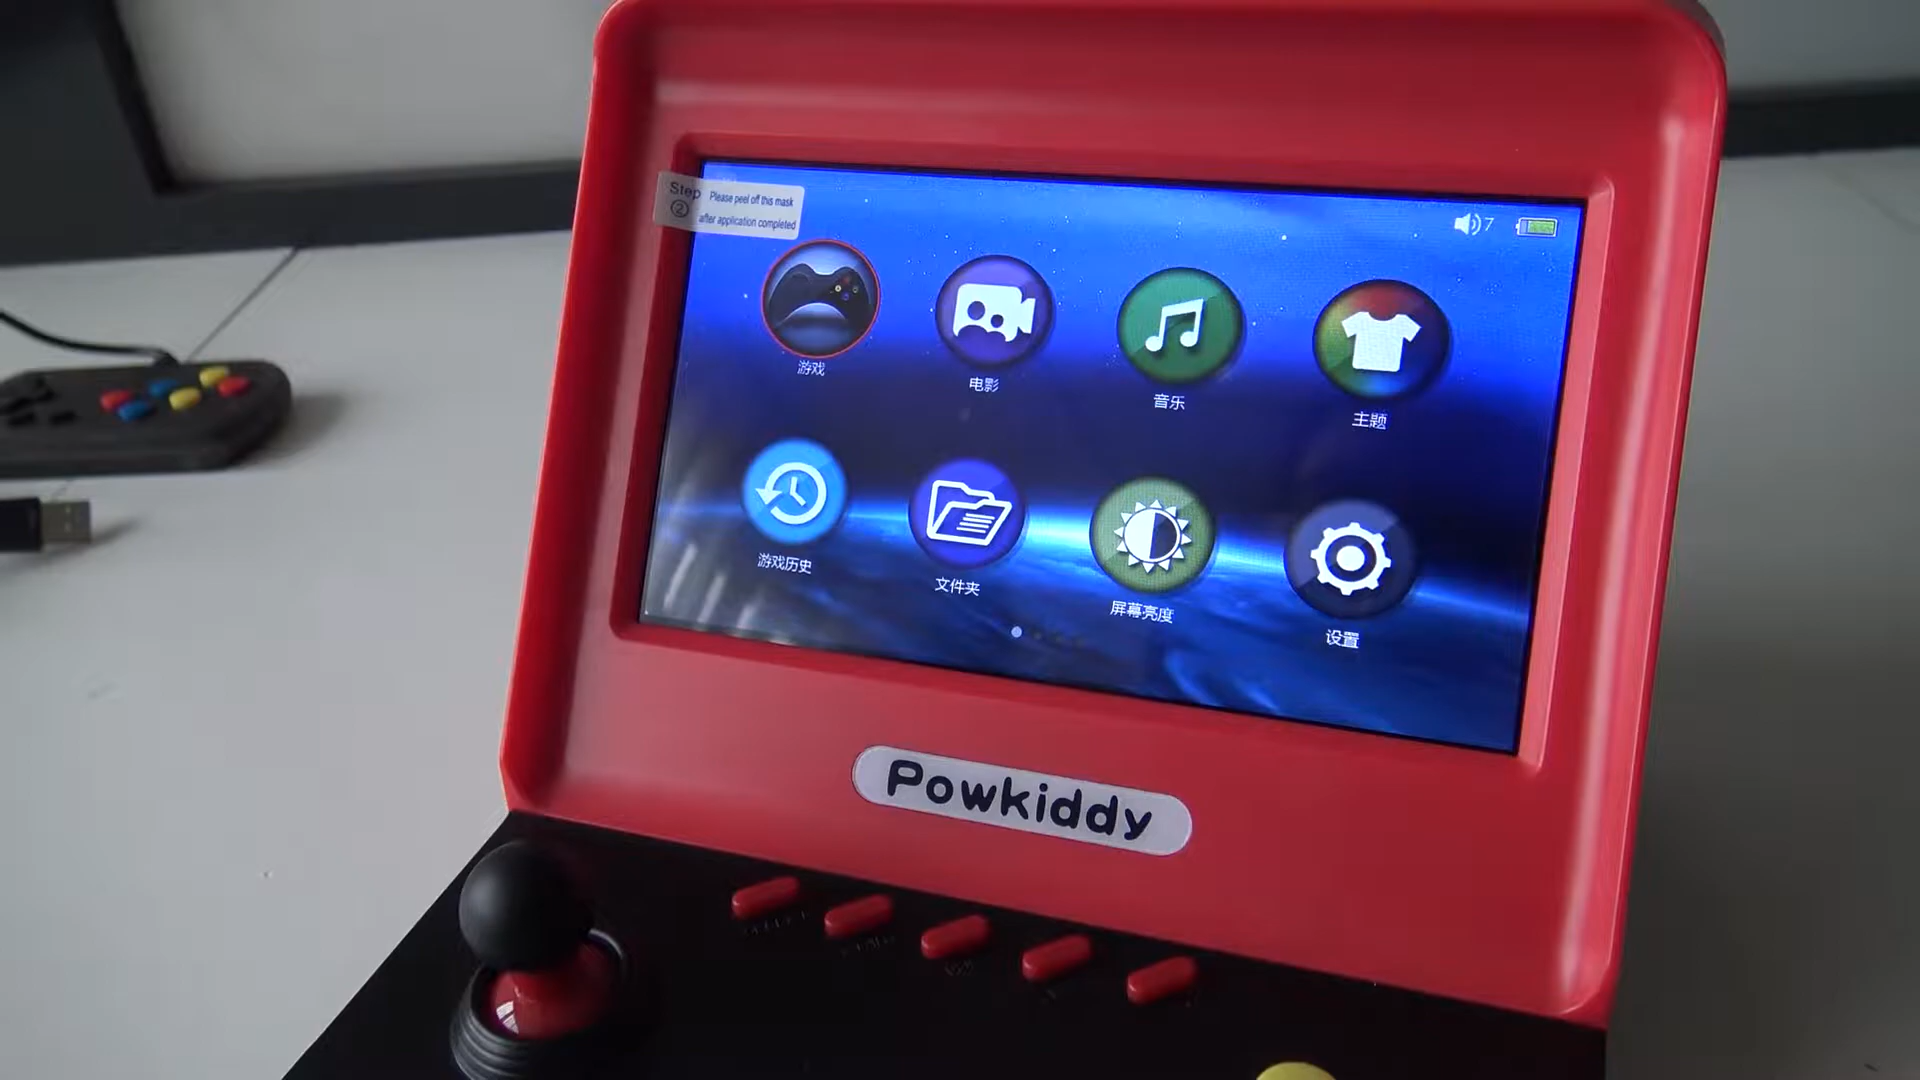 Step Please peel off this mask
② after application completed
7
游戏
电影
音乐
主题
游戏历史
文件夹
屏幕亮度
设置
Powkiddy